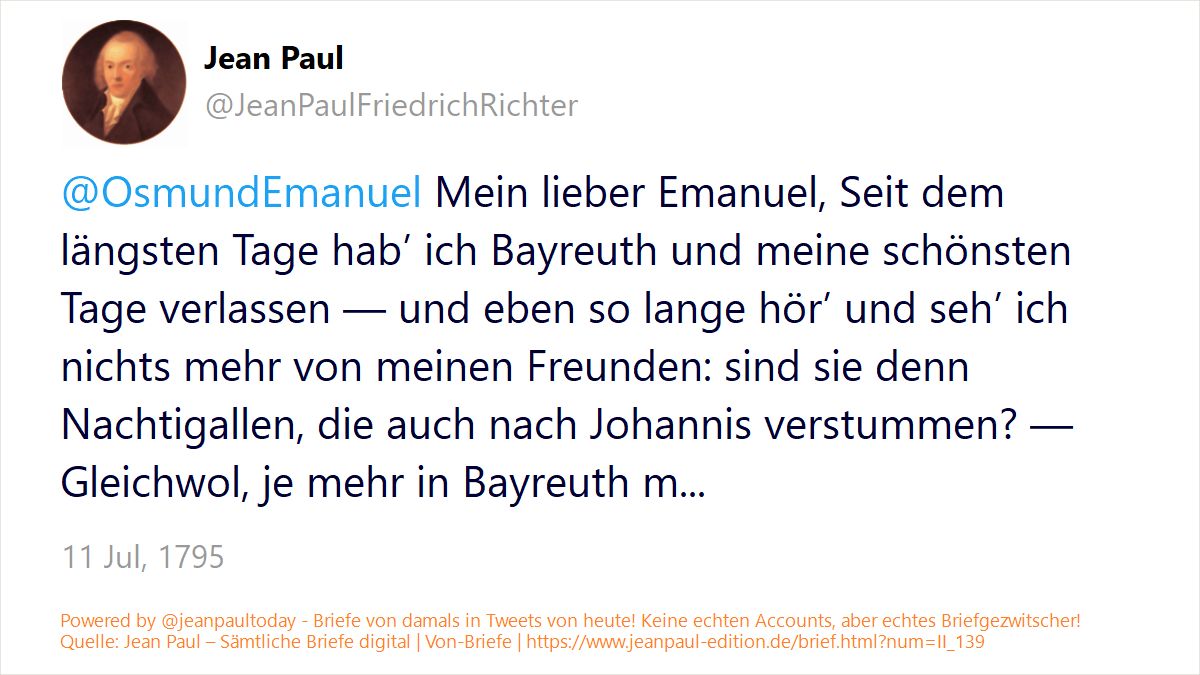 Jean Paul
@JeanPaulFriedrichRichter
@OsmundEmanuel Mein lieber Emanuel, Seit dem
längsten Tage hab’ ich Bayreuth und meine schönsten
Tage verlassen — und eben so lange hör’ und seh’ ich
nichts mehr von meinen Freunden: sind sie denn
Nachtigallen, die auch nach Johannis verstummen? —
Gleichwol, je mehr in Bayreuth m...
11 Jul, 1795
Powered by @jeanpaultoday - Briefe von damals in Tweets von heute! Keine echten Accounts, aber echtes Briefgezwitscher!
Quelle: Jean Paul – Sämtliche Briefe digital | Von-Briefe | https://www.jeanpaul-edition.de/brief.html?num=II_139